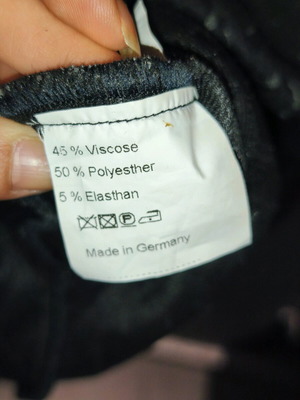 45 % Viscose
50 % Polyesther
5 % Elasthan
P
Made in Germany